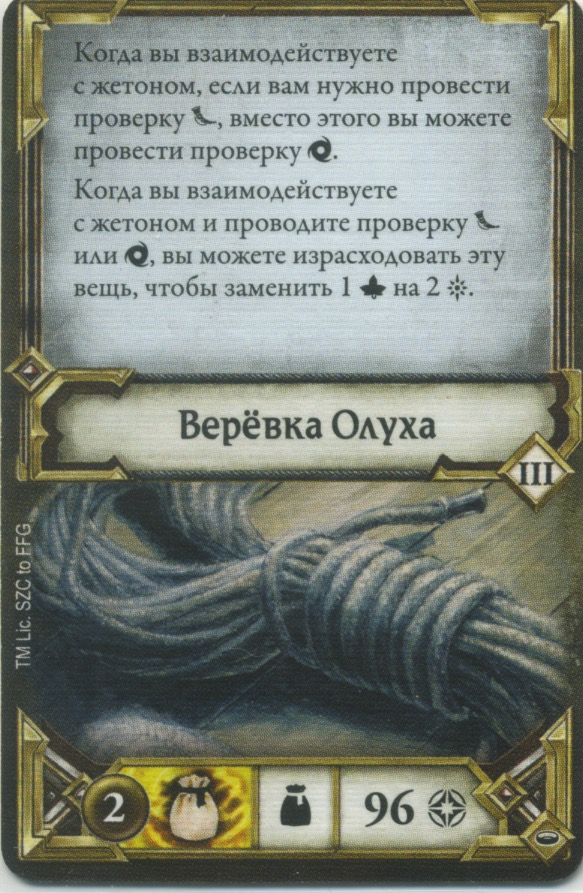 Когда вы взаимодействуете
с жетоном, если вам нужно провести
проверку , вместо этого вы можете
провести проверку .
Когда вы взаимодействуете
с жетоном и проводите проверку
или , вы можете израсходовать эту
вещь, чтобы заменить 1 на 2 .
Верёвка Олуха
III
TM Lic. SZC to FFG
2 96